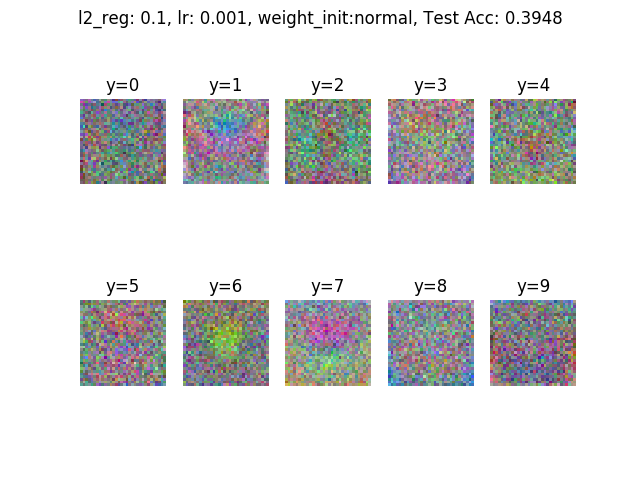 l2_reg: 0.1, lr: 0.001, weight_init:normal, Test Acc: 0.3948
y=0 y=1 y=2 y=3 y=4
y=5 y=6 y=7 y=8 y=9